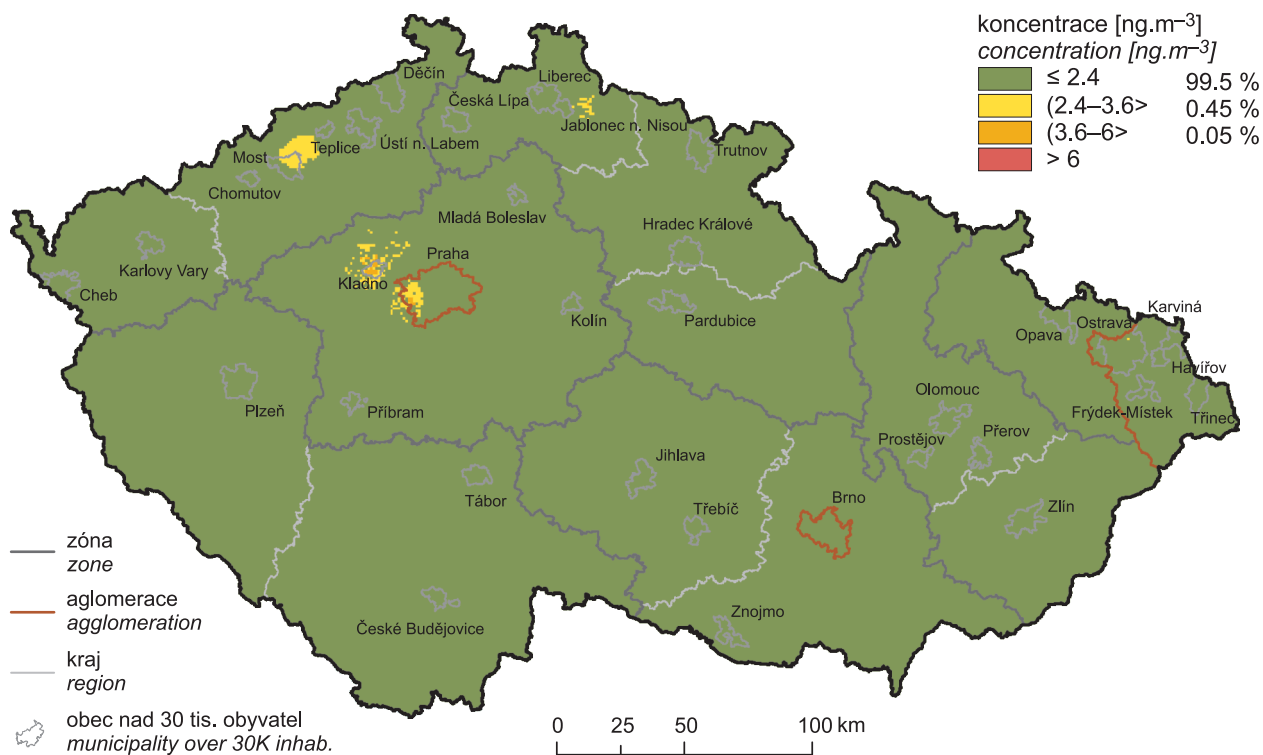 koncentrace [ng.m⁻³]
concentration [ng.m⁻³]
≤ 2.4 99.5 %
(2.4–3.6> 0.45 %
(3.6–6> 0.05 %
> 6
Děčín
Liberec
Česká Lípa
Jablonec n. Nisou
Teplice
Ústí n. Labem
Most
Trutnov
Chomutov
Mladá Boleslav
Hradec Králové
Praha
Karlovy Vary
Kladno
Cheb
Kolín
Pardubice
Karviná
Ostrava
Opava
Havířov
Olomouc
Plzeň
Příbram
Frýdek-Místek
Třinec
Prostějov
Přerov
Jihlava
Tábor
Brno
Třebíč
Zlín
Znojmo
České Budějovice
zóna
zone
aglomerace
agglomeration
kraj
region
obec nad 30 tis. obyvatel
municipality over 30K inhab.
0 25 50 100 km